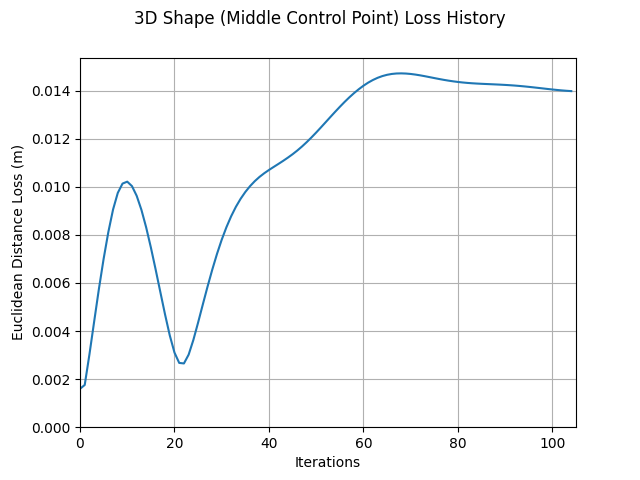 3D Shape (Middle Control Point) Loss History
Euclidean Distance Loss (m)
0.014
0.012
0.010
0.008
0.006
0.004
0.002
0.000
0 20 40 60 80 100
Iterations